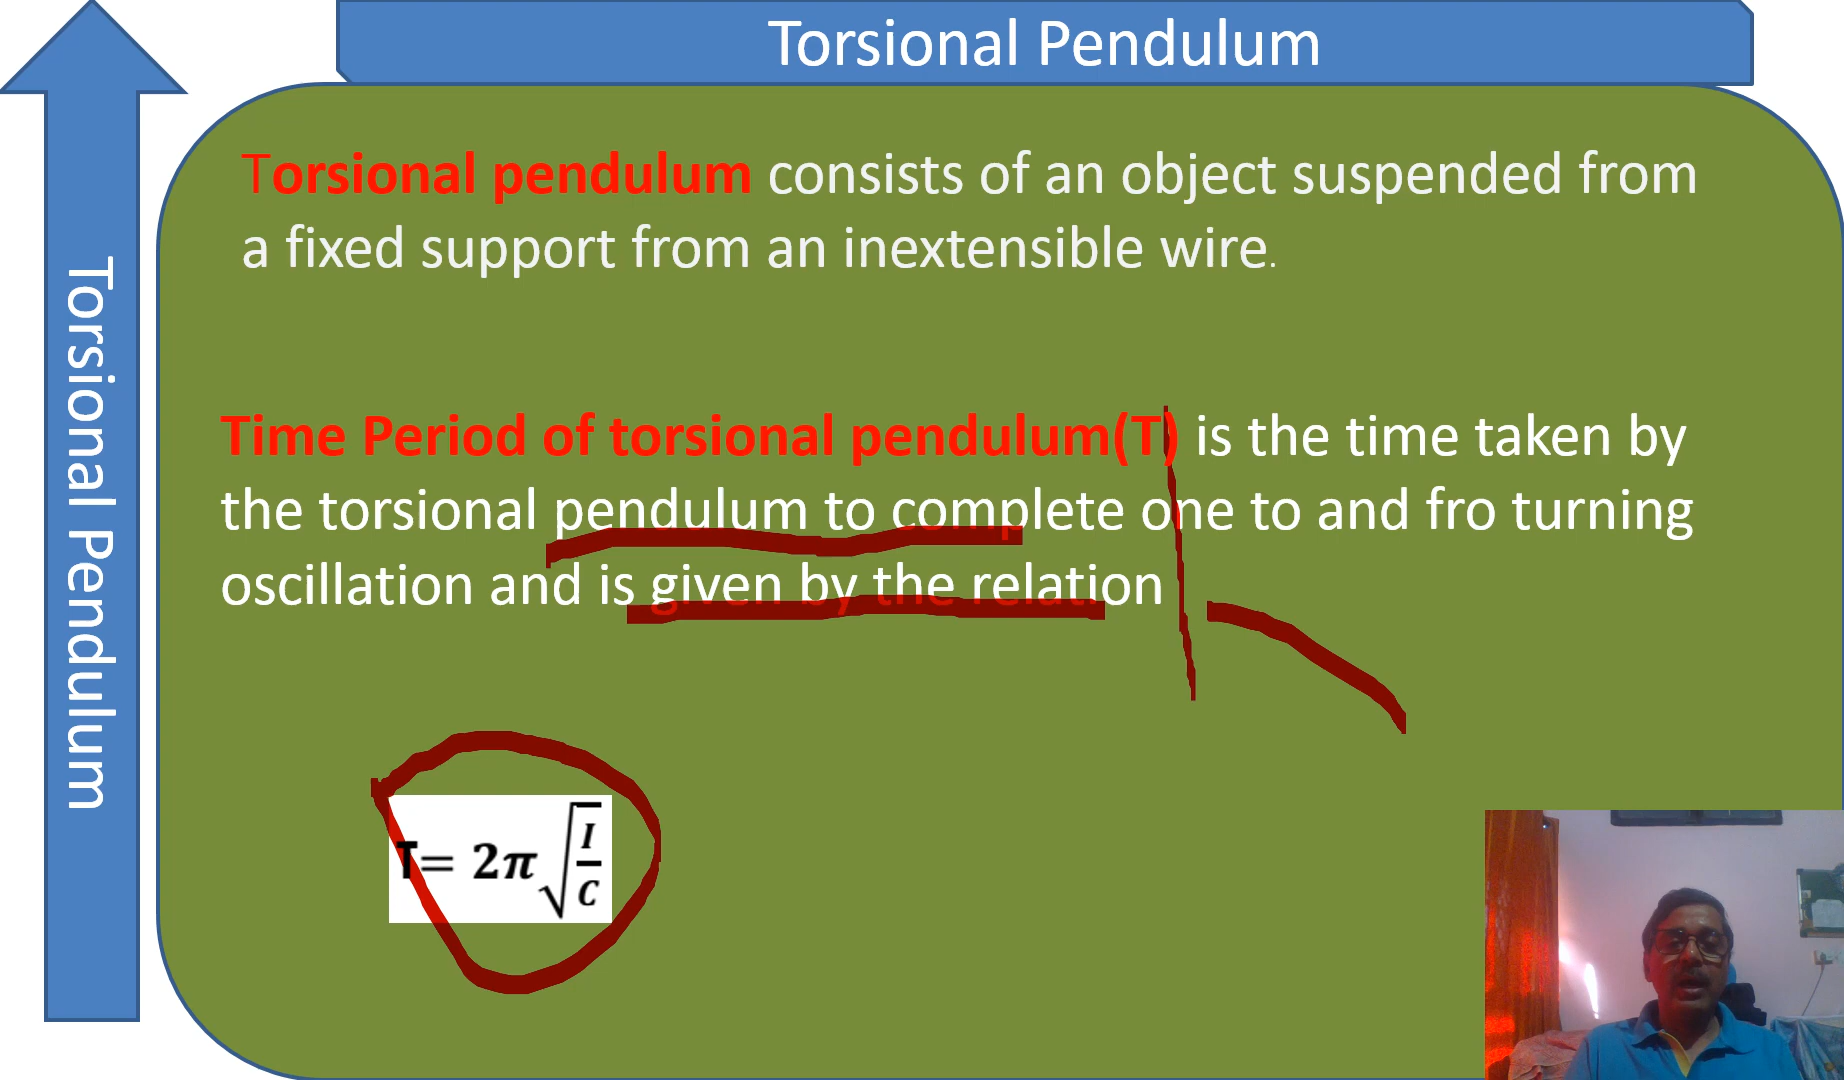 Torsional Pendulum
Torsional Pendulum
Torsional pendulum consists of an object suspended from
a fixed support from an inextensible wire.
Time Period of torsional pendulum(T) is the time taken by
the torsional pendulum to complete one to and fro turning
oscillation and is given by the relation
T= 2π√(I/C)